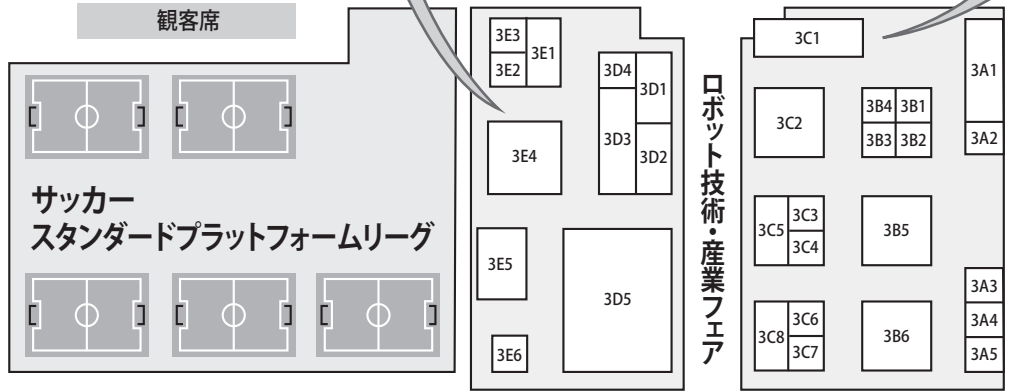 観客席
サッカー
スタンダードプラットフォームリーグ
3E3
3E1
3E2
3E4
3E5
3E6
3D4
3D1
3D3
3D2
3D5
ロボット技術・産業フェア
3C1
3C2
3C3
3C5
3C4
3C6
3C8
3C7
3B4
3B1
3B3
3B2
3B5
3B6
3A1
3A2
3A3
3A4
3A5